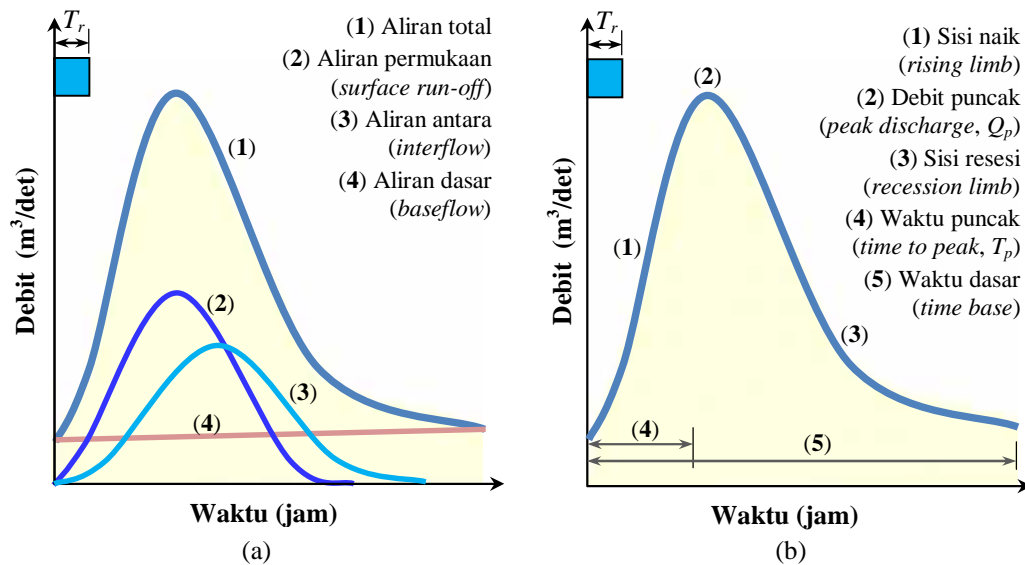 T_r
(1) Aliran total
(2) Aliran permukaan
(surface run-off)
(3) Aliran antara
(interflow)
(4) Aliran dasar
(baseflow)
(1)
(2)
(3)
(4)
Debit (m³/det)
Waktu (jam)
(a)
T_r
(1) Sisi naik
(rising limb)
(2) Debit puncak
(peak discharge, Q_p)
(3) Sisi resesi
(recession limb)
(4) Waktu puncak
(time to peak, T_p)
(5) Waktu dasar
(time base)
(2)
(1)
(3)
(4)
(5)
Debit (m³/det)
Waktu (jam)
(b)